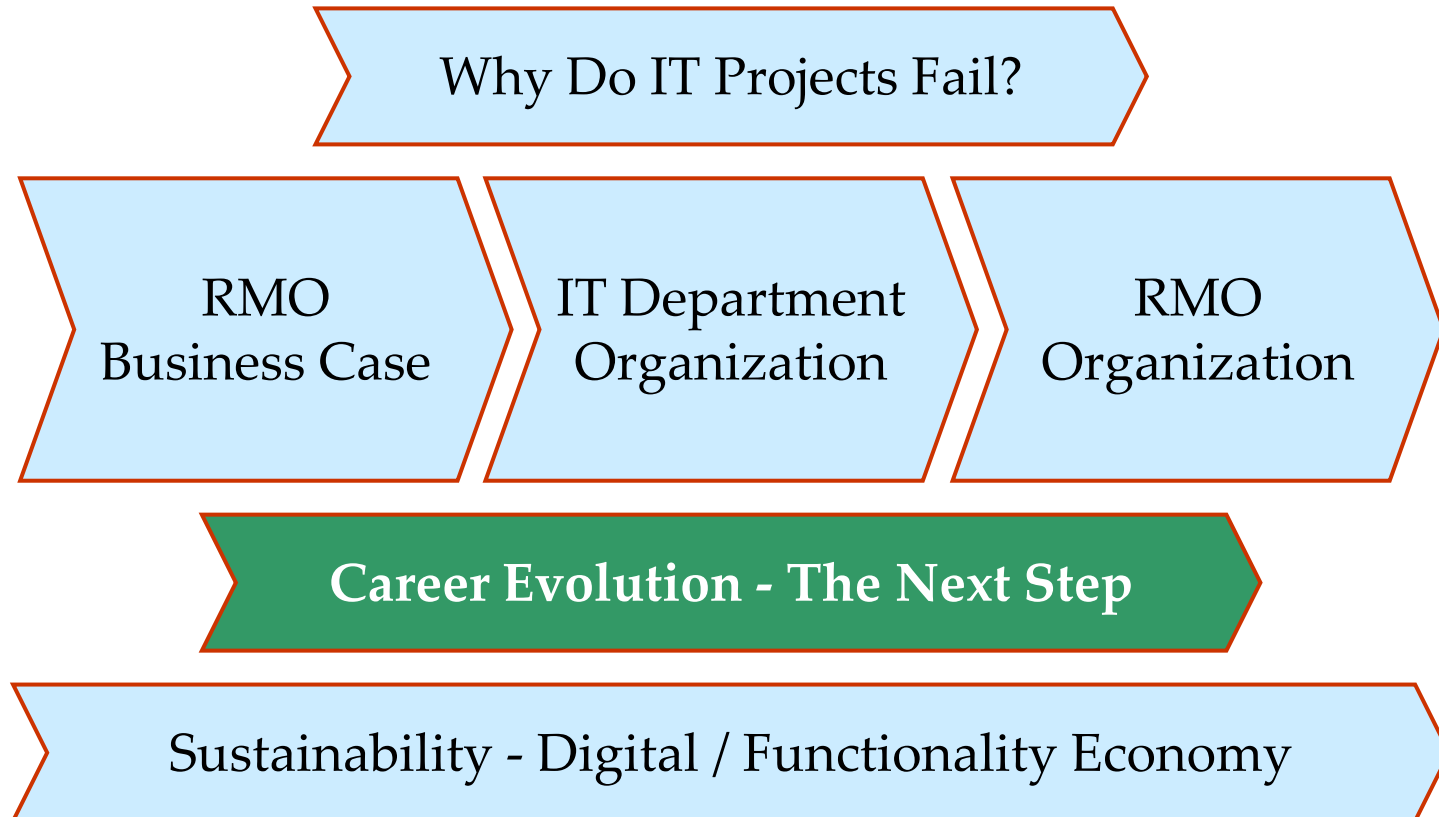 Why Do IT Projects Fail?
RMO
Business Case
IT Department
Organization
RMO
Organization
Career Evolution - The Next Step
Sustainability - Digital / Functionality Economy